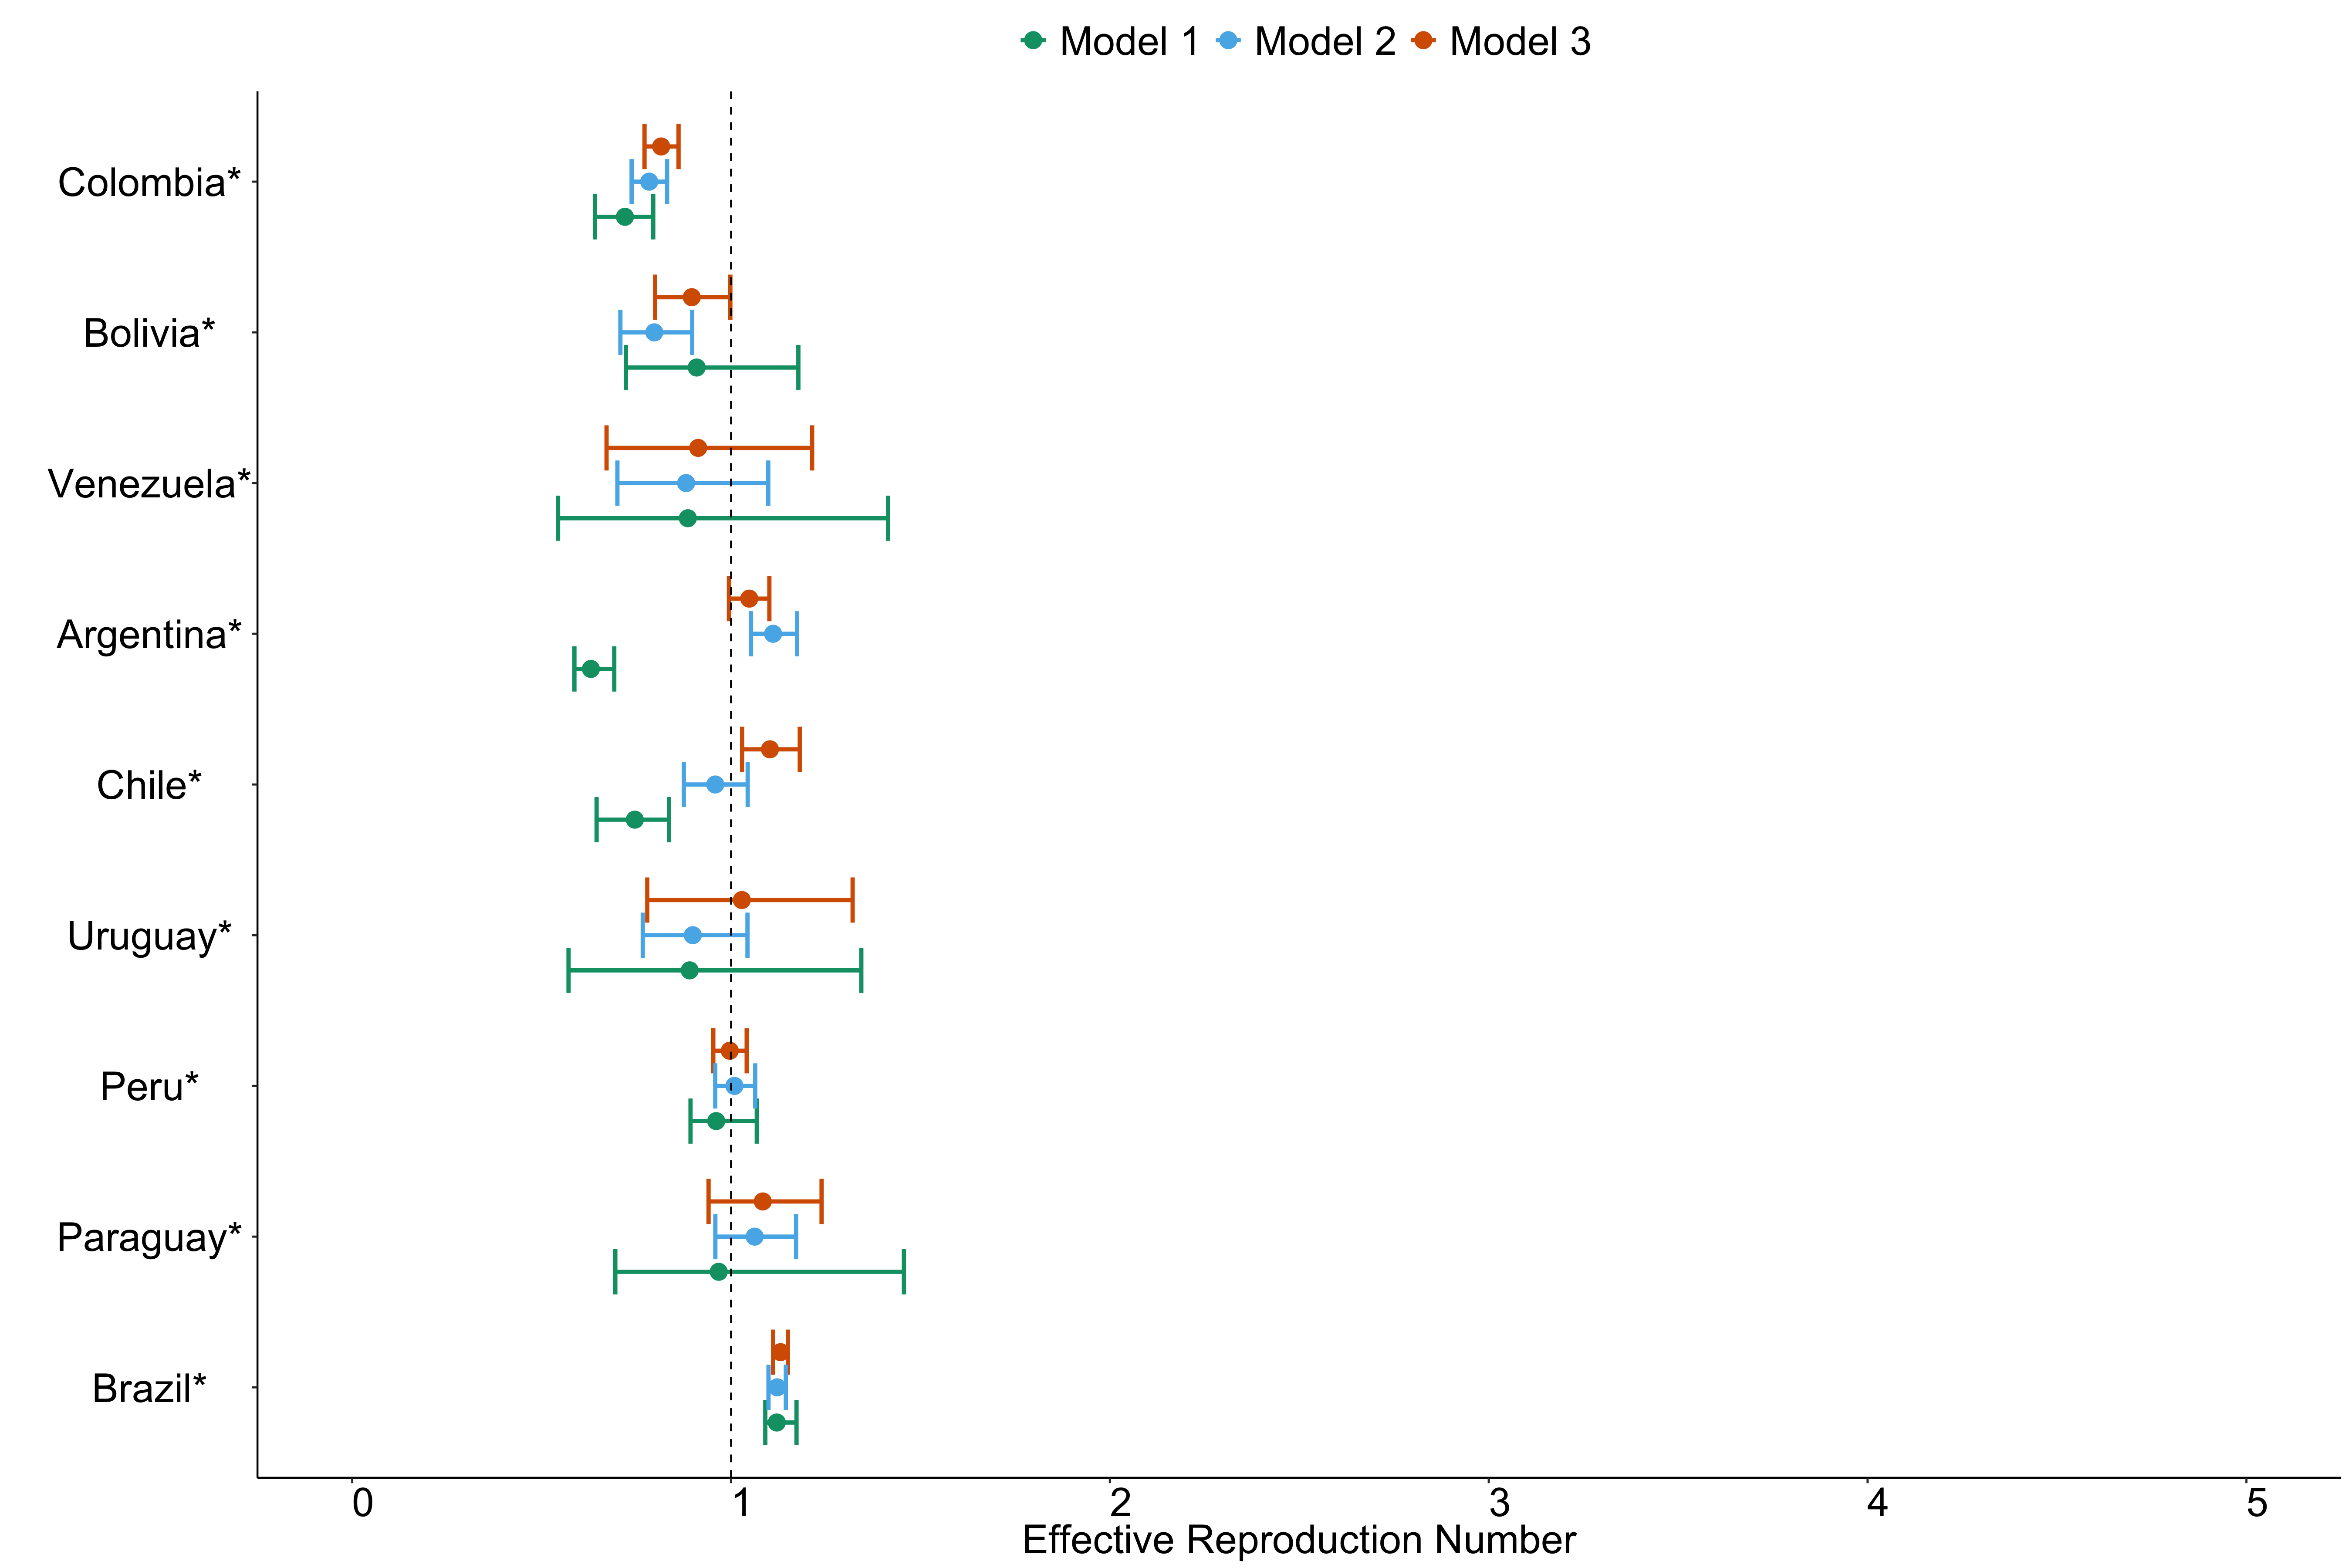 Model 1 Model 2 Model 3
Colombia*
Bolivia*
Venezuela*
Argentina*
Chile*
Uruguay*
Peru*
Paraguay*
Brazil*
0 1 2 3 4 5
Effective Reproduction Number